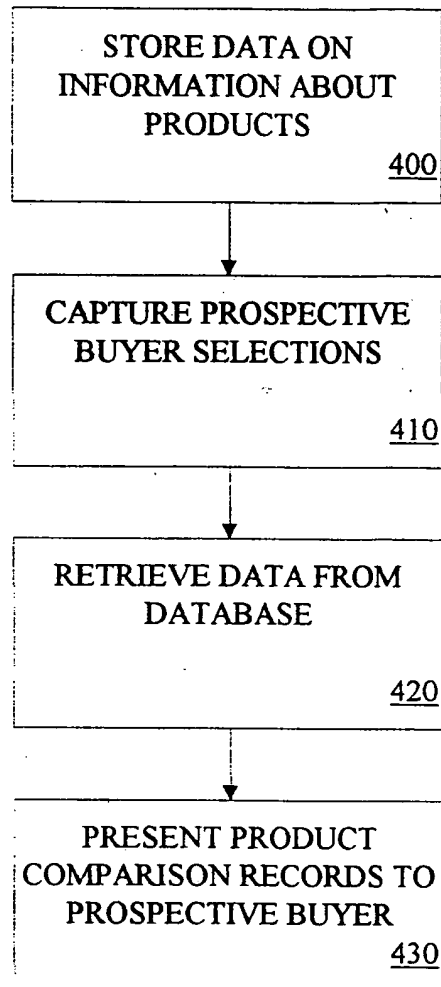 STORE DATA ON
INFORMATION ABOUT
PRODUCTS
400
CAPTURE PROSPECTIVE
BUYER SELECTIONS
410
RETRIEVE DATA FROM
DATABASE
420
PRESENT PRODUCT
COMPARISON RECORDS TO
PROSPECTIVE BUYER
430